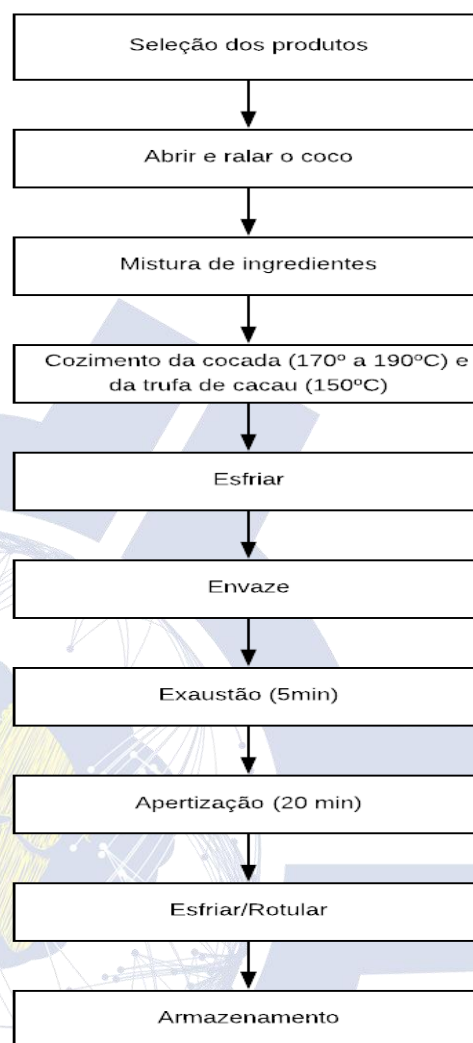 Seleção dos produtos
Abrir e ralar o coco
Mistura de ingredientes
Cozimento da cocada (170º a 190ºC) e
da trufa de cacau (150ºC)
Esfriar
Envaze
Exaustão (5min)
Apertização (20 min)
Esfriar/Rotular
Armazenamento